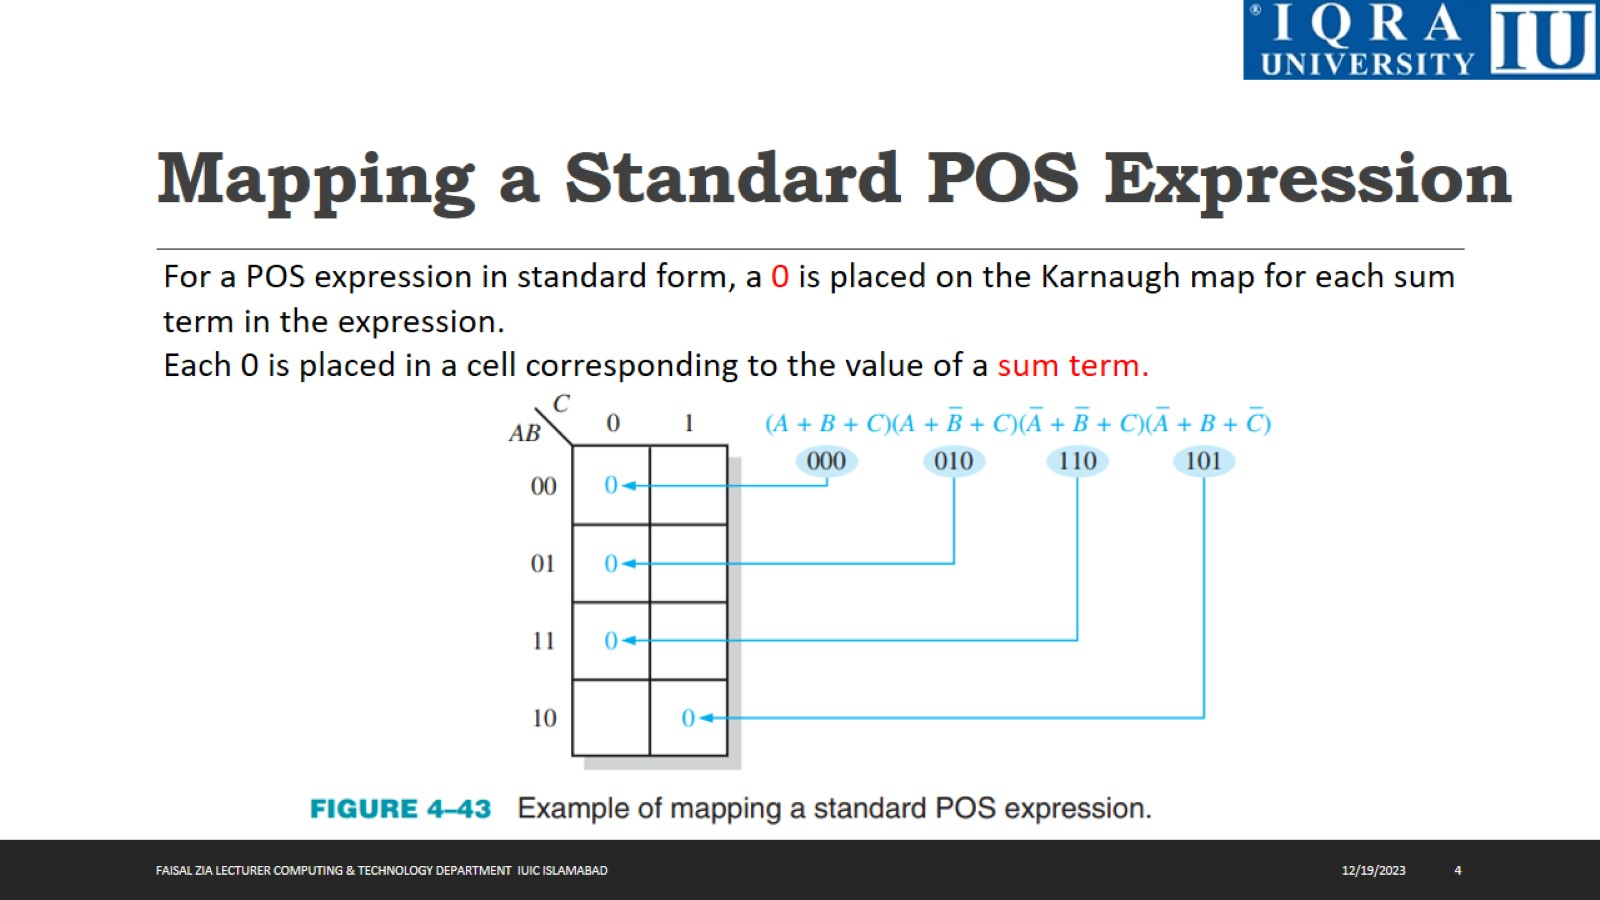 ® IQRA
UNIVERSITY IU
Mapping a Standard POS Expression
For a POS expression in standard form, a 0 is placed on the Karnaugh map for each sum
term in the expression.
Each 0 is placed in a cell corresponding to the value of a sum term.
C
AB 0 1 (A + B + C)(A + B̅ + C)(A̅ + B̅ + C)(A̅ + B + C̅)
000 010 110 101
00 0
01 0
11 0
10 0
FIGURE 4–43 Example of mapping a standard POS expression.
FAISAL ZIA LECTURER COMPUTING & TECHNOLOGY DEPARTMENT IUIC ISLAMABAD 12/19/2023 4